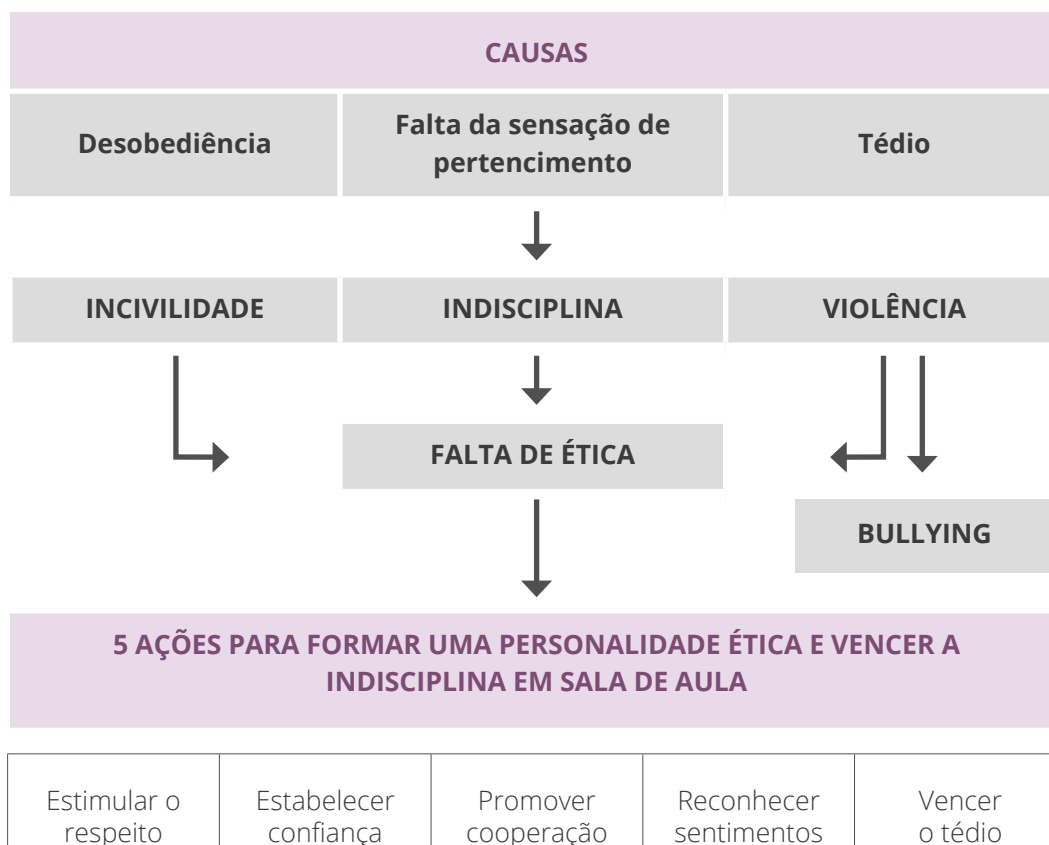 CAUSAS
Desobediência
Falta da sensação de
pertencimento
Tédio
INCIVILIDADE
INDISCIPLINA
VIOLÊNCIA
FALTA DE ÉTICA
BULLYING
5 AÇÕES PARA FORMAR UMA PERSONALIDADE ÉTICA E VENCER A
INDISCIPLINA EM SALA DE AULA
Estimular o
respeito
Estabelecer
confiança
Promover
cooperação
Reconhecer
sentimentos
Vencer
o tédio